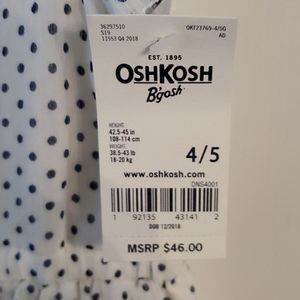 36297510
S19
11553 Q4 2018
OKT23769-4/5G
AD
EST. 1895
OSHKOSH
B'gosh
HEIGHT:
42.5-45 in
108-114 cm
WEIGHT:
38.5-43 lb
18-20 kg
4/5
www.oshkosh.com
DNS4001
1 92135 43141 2
DOB 12/2018
MSRP $46.00